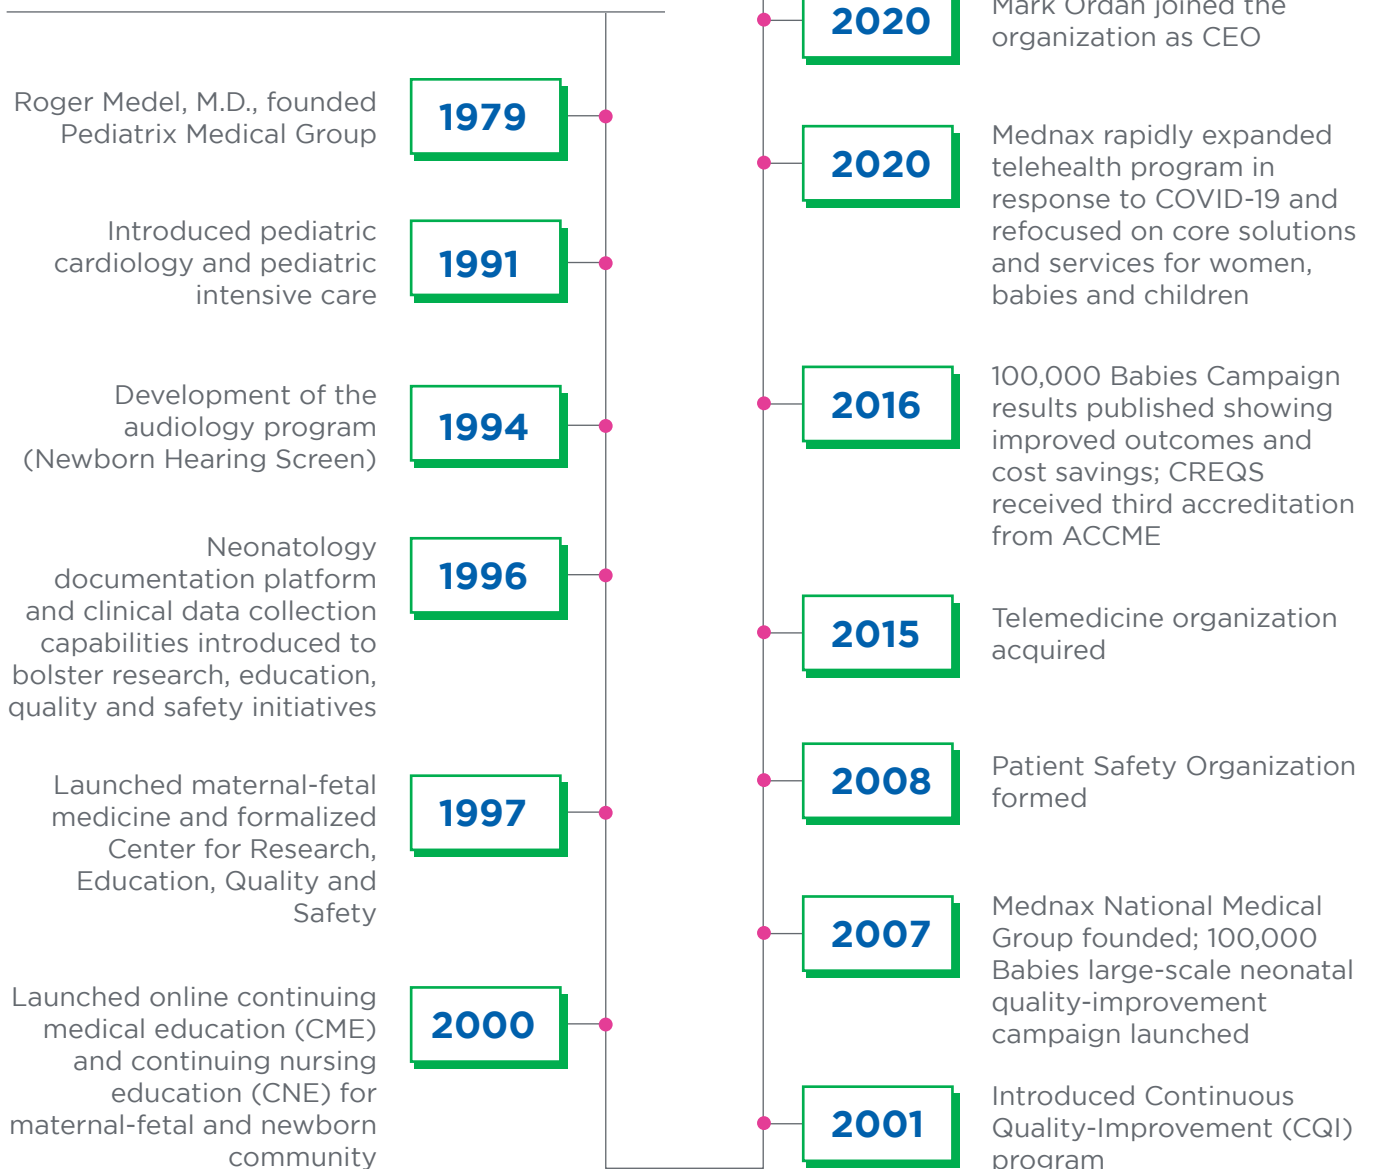 1979
Roger Medel, M.D., founded
Pediatrix Medical Group
1991
Introduced pediatric
cardiology and pediatric
intensive care
1994
Development of the
audiology program
(Newborn Hearing Screen)
1996
Neonatology
documentation platform
and clinical data collection
capabilities introduced to
bolster research, education,
quality and safety initiatives
1997
Launched maternal-fetal
medicine and formalized
Center for Research,
Education, Quality and
Safety
2000
Launched online continuing
medical education (CME)
and continuing nursing
education (CNE) for
maternal-fetal and newborn
community
2020
Mark Ordan joined the
organization as CEO
2020
Mednax rapidly expanded
telehealth program in
response to COVID-19 and
refocused on core solutions
and services for women,
babies and children
2016
100,000 Babies Campaign
results published showing
improved outcomes and
cost savings; CREQS
received third accreditation
from ACCME
2015
Telemedicine organization
acquired
2008
Patient Safety Organization
formed
2007
Mednax National Medical
Group founded; 100,000
Babies large-scale neonatal
quality-improvement
campaign launched
2001
Introduced Continuous
Quality-Improvement (CQI)
program